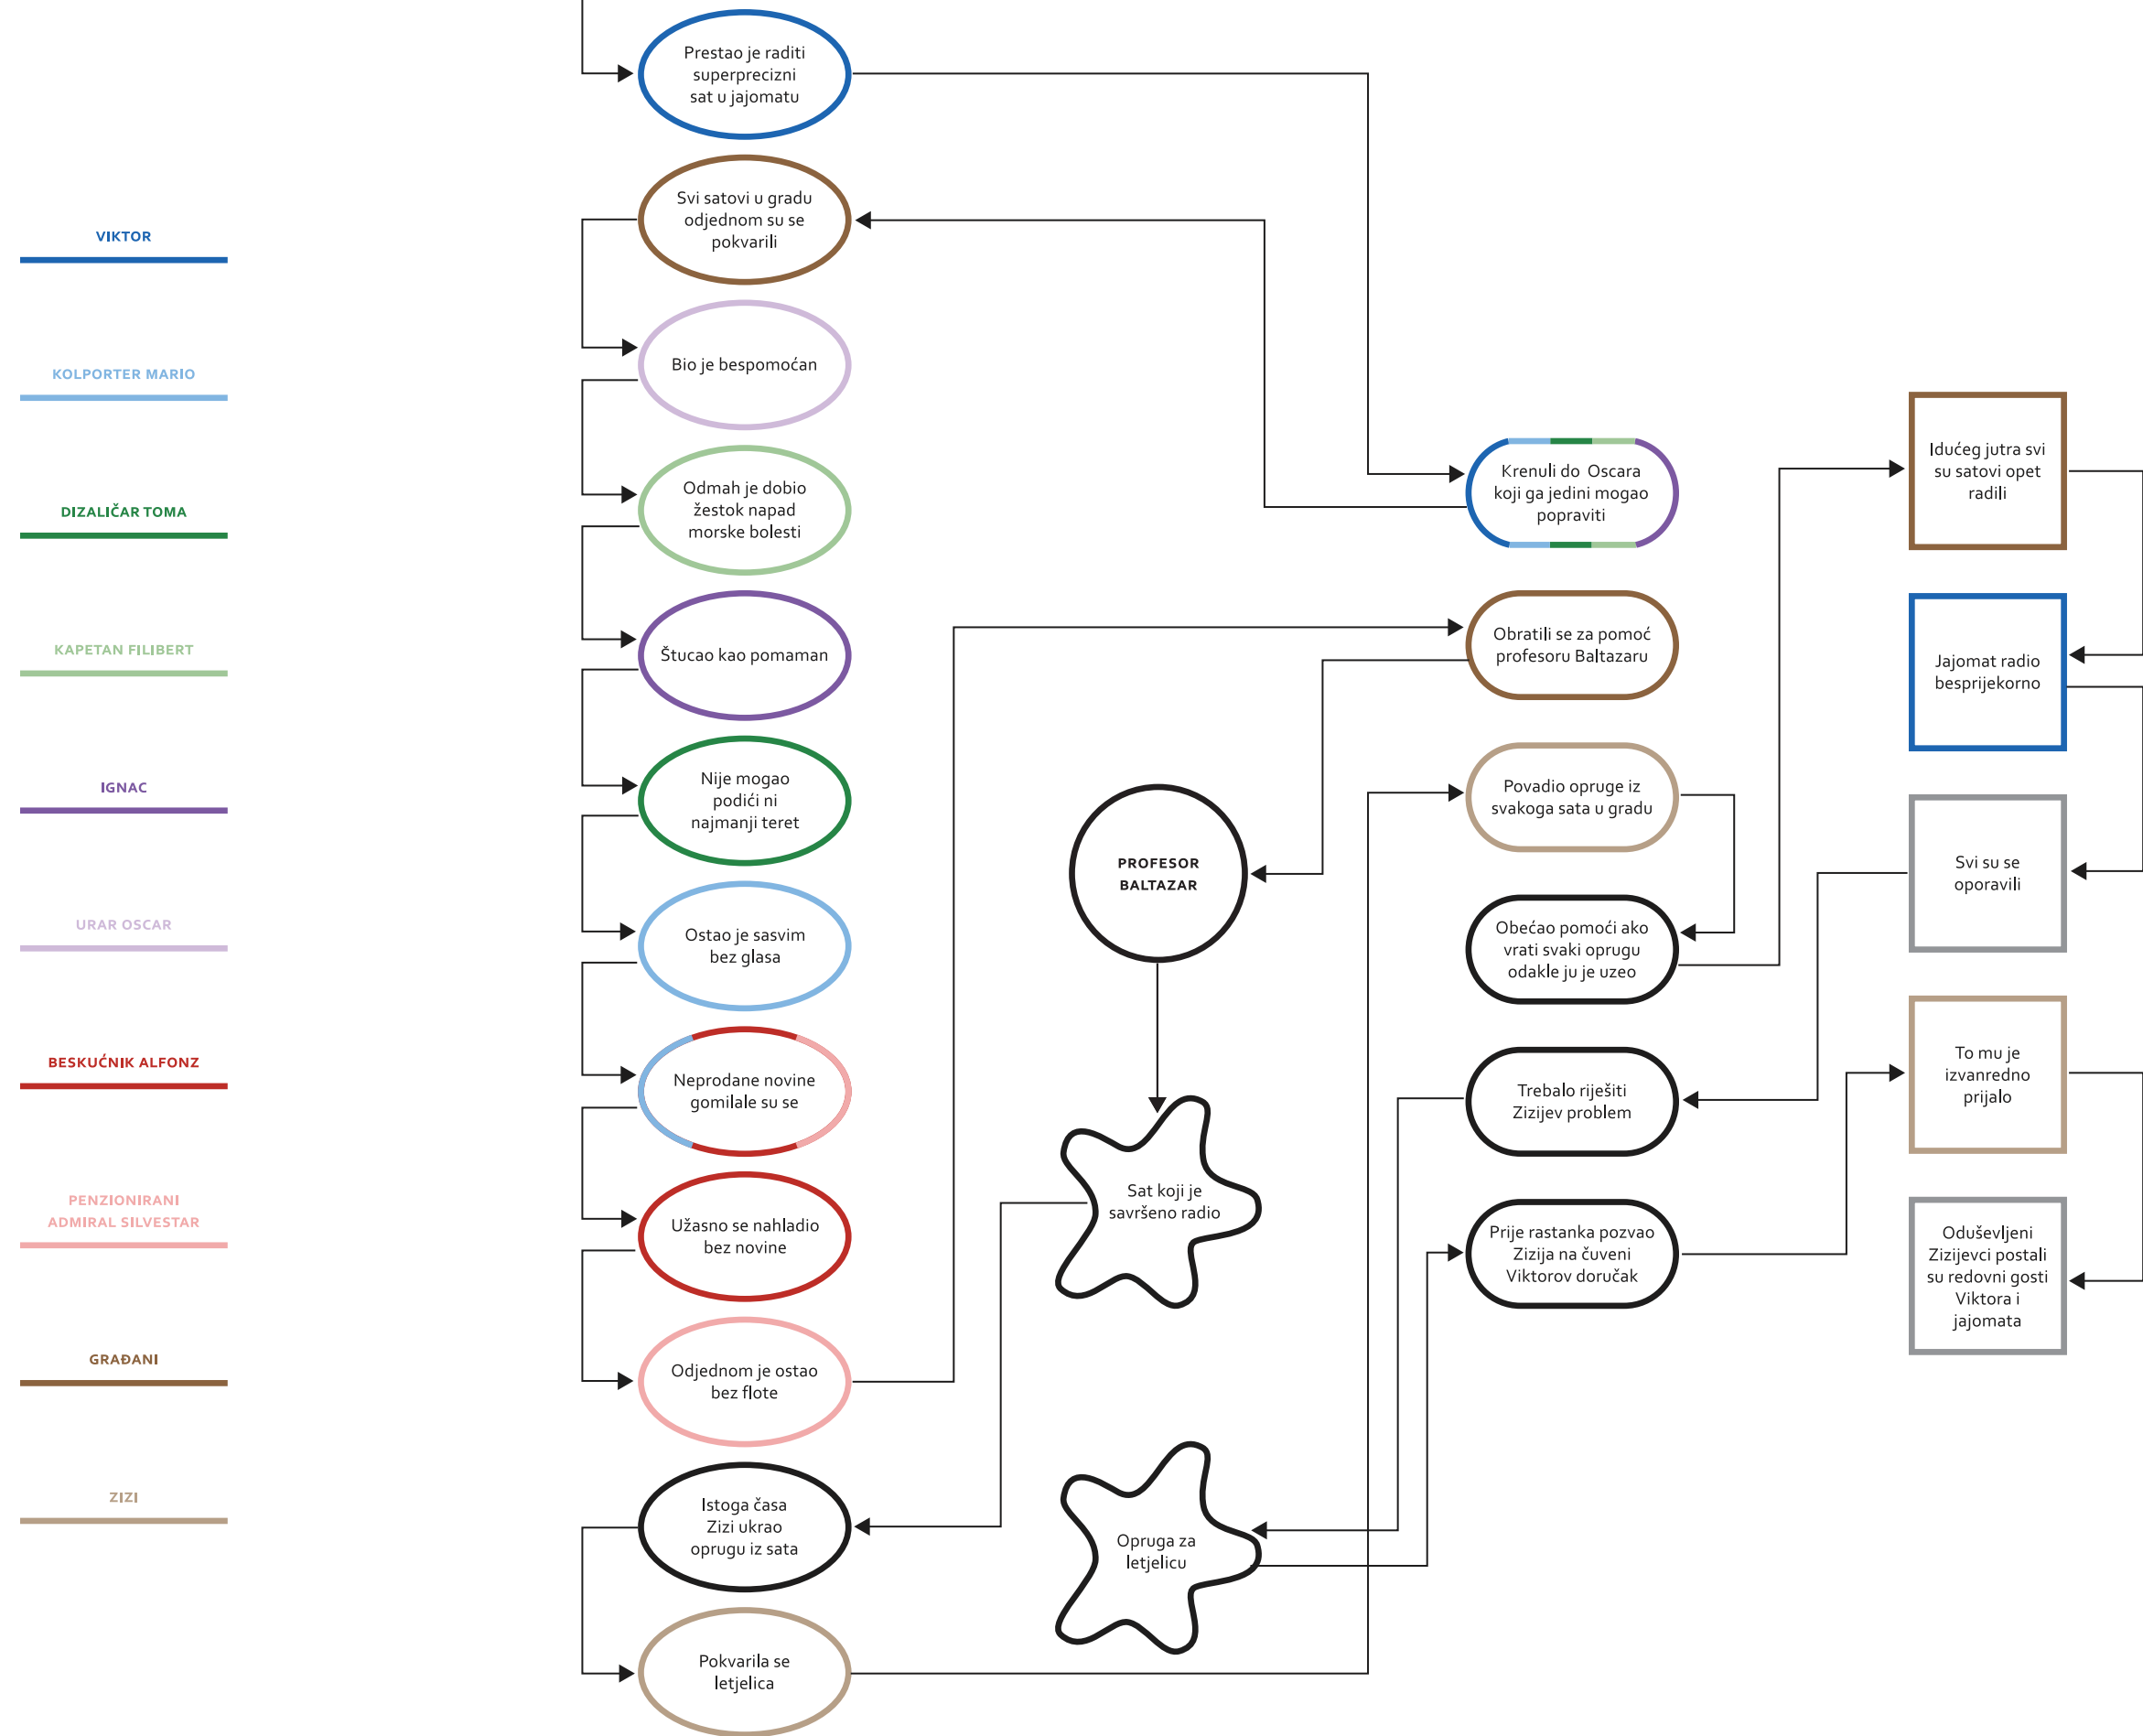 VIKTOR
KOLPORTER MARIO
DIZALIČAR TOMA
KAPETAN FILIBERT
IGNAC
URAR OSCAR
BESKUĆNIK ALFONZ
PENZIONIRANI
ADMIRAL SILVESTAR
GRAĐANI
ZIZI
Prestao je raditi
superprecizni
sat u jajomatu
Svi satovi u gradu
odjednom su se
pokvarili
Bio je bespomoćan
Odmah je dobio
žestok napad
morske bolesti
Štucao kao pomaman
Nije mogao
podići ni
najmanji teret
Ostao je sasvim
bez glasa
Neprodane novine
gomilale su se
Užasno se nahladio
bez novine
Odjednom je ostao
bez flote
Istoga časa
Zizi ukrao
oprugu iz sata
Pokvarila se
letjelica
PROFESOR
BALTAZAR
Sat koji je
savršeno radio
Opruga za
letjelicu
Krenuli do Oscara
koji ga jedini mogao
popraviti
Obratili se za pomoć
profesoru Baltazaru
Povadio opruge iz
svakoga sata u gradu
Obećao pomoći ako
vrati svaki oprugu
odakle ju je uzeo
Trebalo riješiti
Zizijev problem
Prije rastanka pozvao
Zizija na čuveni
Viktorov doručak
Idućeg jutra svi
su satovi opet
radili
Jajomat radio
besprijekorno
Svi su se
oporavili
To mu je
izvanredno
prijalo
Oduševljeni
Zizijevci postali
su redovni gosti
Viktora i
jajomata